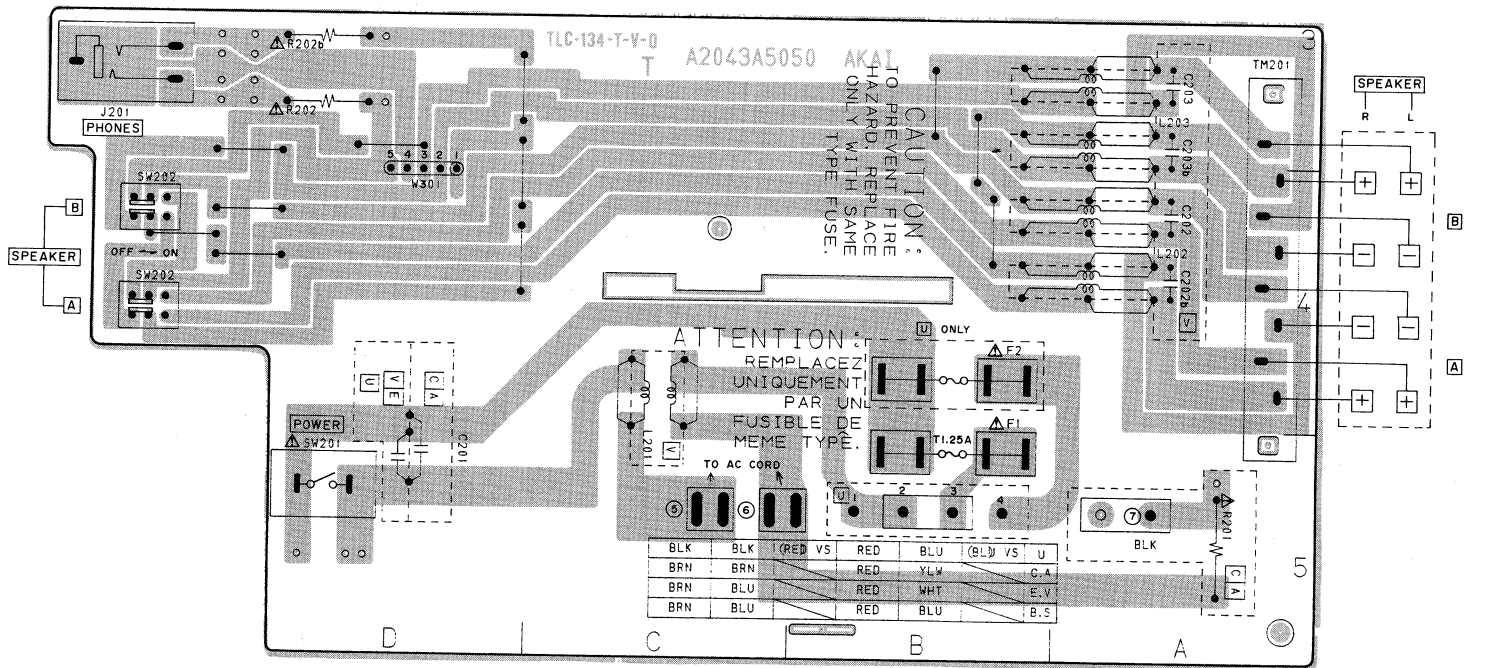 TLC-134-T-V-0
T A2043A5050 AKAI
R202b
R202
J201
PHONES
5 4 3 2 1
W301
SW202
B
SPEAKER
OFF ON
SW202
A
CAUTION:
TO PREVENT FIRE
HAZARD, REPLACE
ONLY WITH SAME
TYPE FUSE.
C203
L203
C203b
C202
L202
C202b
V
3
TM201
4
SPEAKER
R L
+ +
B
− −
− −
A
+ +
U ONLY
ATTENTION:
REMPLACEZ
UNIQUEMENT
PAR UN
FUSIBLE DE
MEME TYPE.
F2
T1.25A
F1
U
V E
C A
C201
POWER
SW201
L201
V
TO AC CORD
5
6
U
2 3 4
7
BLK
R201
C A
5
BLK BLK (RED) VS RED BLU (BLU) VS U
BRN BRN RED YLW C.A
BRN BLU RED WHT E.V
BRN BLU RED BLU B.S
D C B A